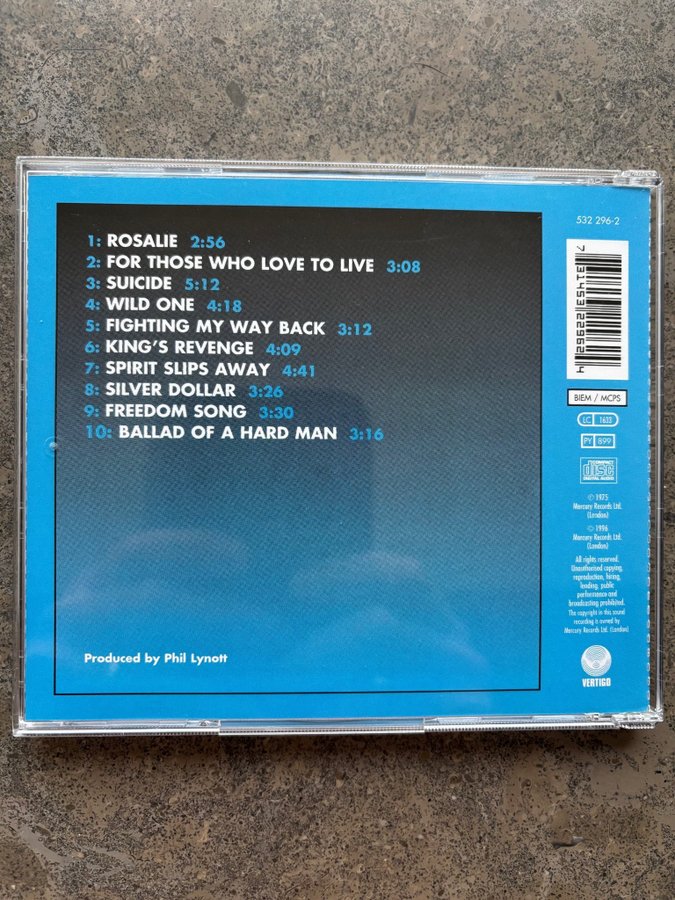 1: ROSALIE 2:56
2: FOR THOSE WHO LOVE TO LIVE 3:08
3: SUICIDE 5:12
4: WILD ONE 4:18
5: FIGHTING MY WAY BACK 3:12
6: KING'S REVENGE 4:09
7: SPIRIT SLIPS AWAY 4:41
8: SILVER DOLLAR 3:26
9: FREEDOM SONG 3:30
10: BALLAD OF A HARD MAN 3:16
Produced by Phil Lynott
532 296-2
7 31453 22962 4
BIEM / MCPS
LC 1633
PY 899
COMPACT
disc
DIGITAL AUDIO
℗ 1975
Mercury Records Ltd.
(London)
© 1996
Mercury Records Ltd.
(London)
All rights reserved.
Unauthorised copying,
reproduction, hiring,
lending, public
performance and
broadcasting prohibited.
The copyright in this sound
recording is owned by
Mercury Records Ltd. (London)
VERTIGO